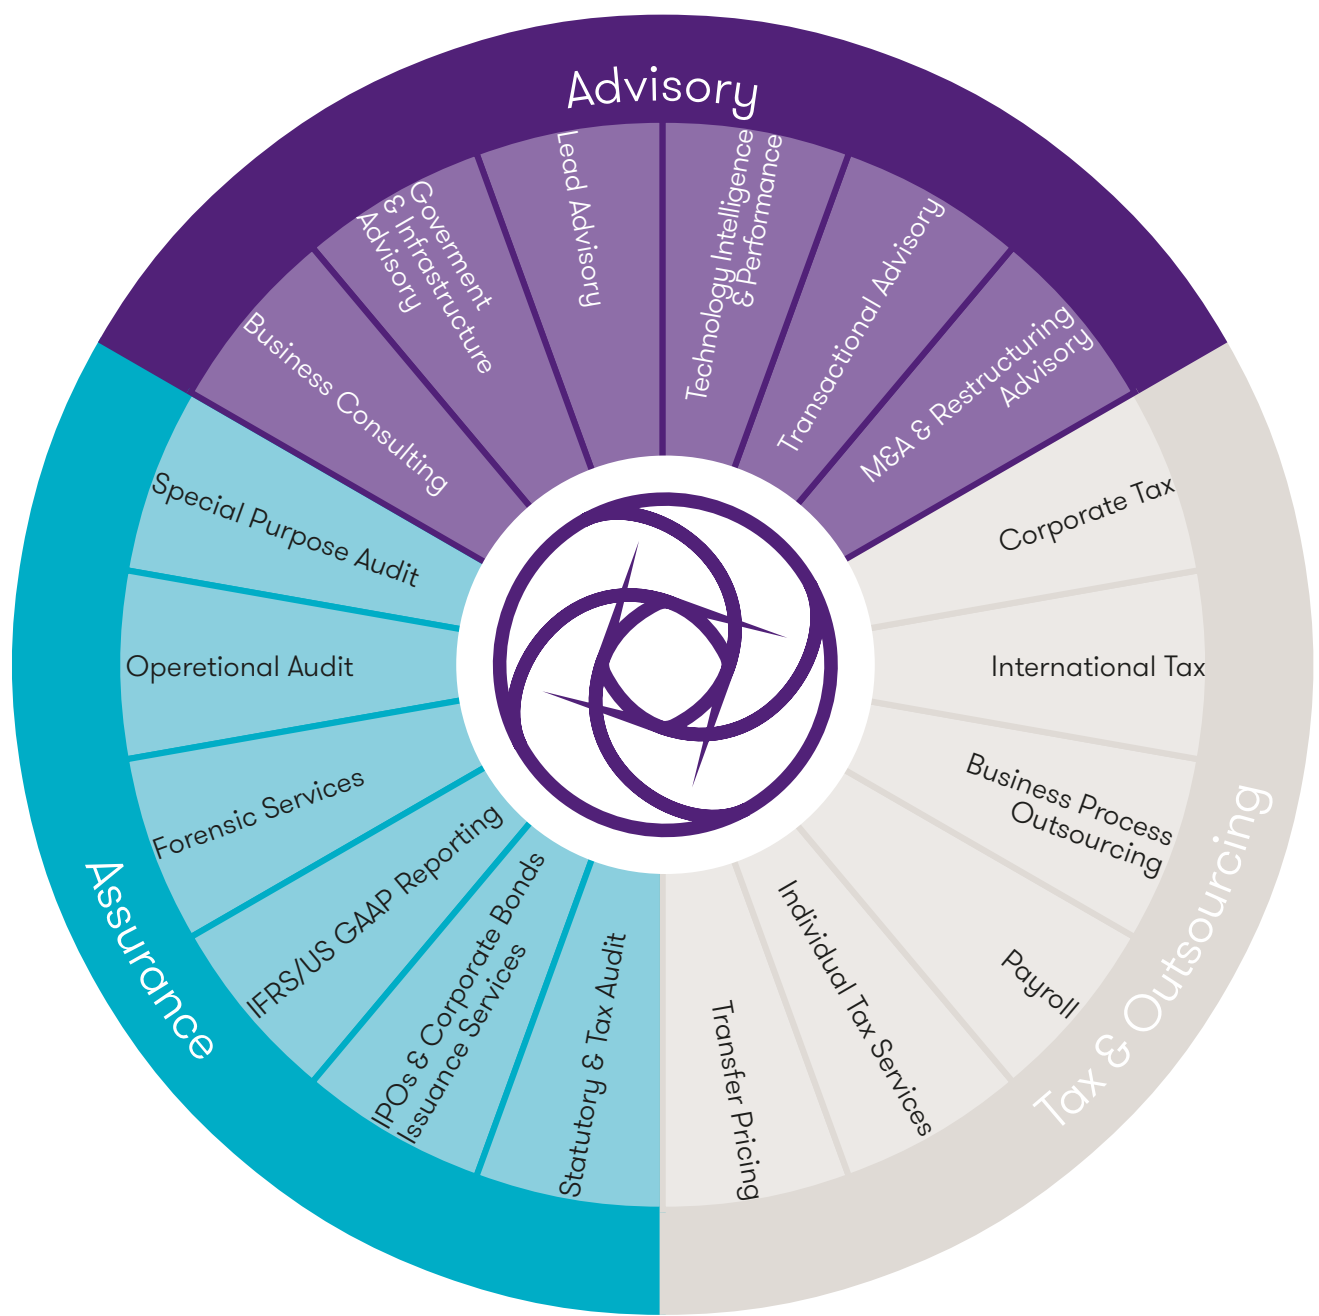 Advisory
Business Consulting
Goverment
& Infrastructure
Advisory
Lead Advisory
Technology Intelligence
& Performance
Transactional Advisory
M&A & Restructuring
Advisory
Tax & Outsourcing
Corporate Tax
International Tax
Business Process
Outsourcing
Payroll
Individual Tax Services
Transfer Pricing
Assurance
Statutory & Tax Audit
IPOs & Corporate Bonds
Issuance Services
IFRS/US GAAP Reporting
Forensic Services
Operetional Audit
Special Purpose Audit